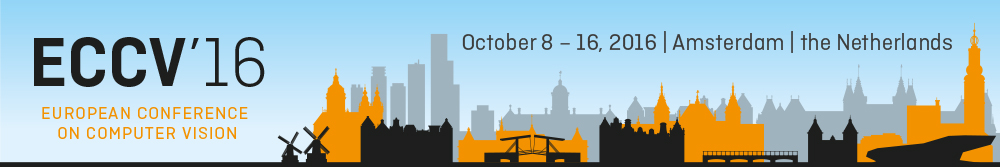 ECCV'16
EUROPEAN CONFERENCE
ON COMPUTER VISION
October 8 – 16, 2016 | Amsterdam | the Netherlands